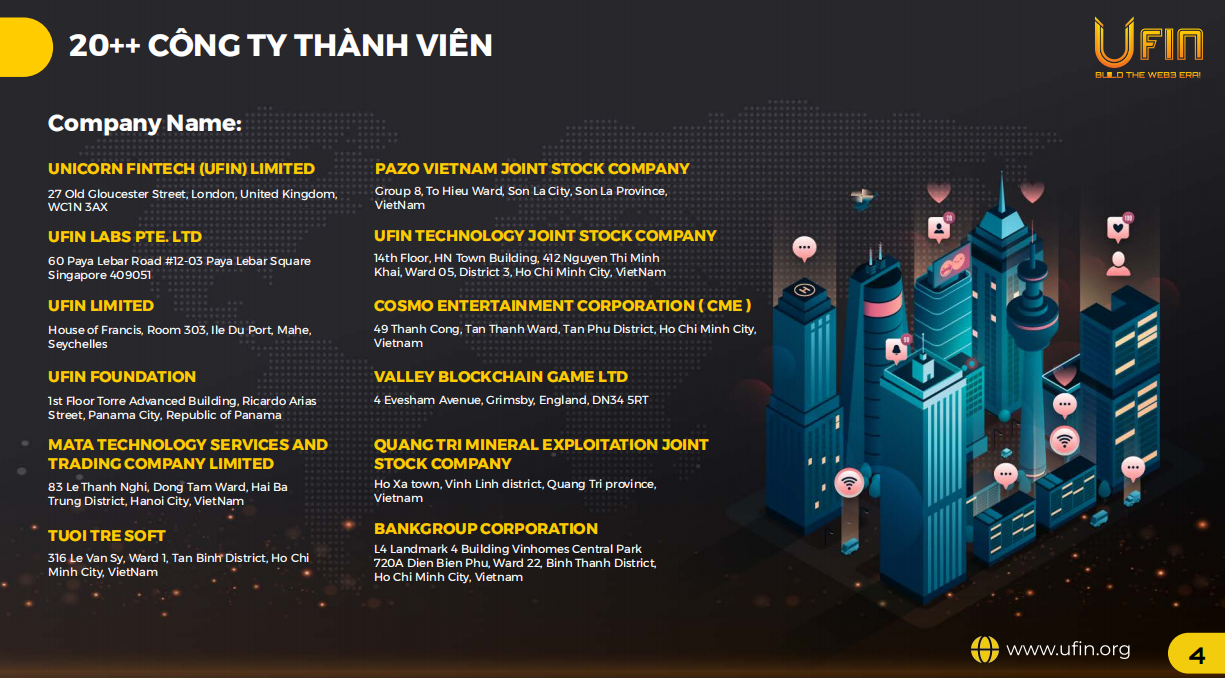 20++ CÔNG TY THÀNH VIÊN
UFIN
BUILD THE WEB3 ERA!
Company Name:
UNICORN FINTECH (UFIN) LIMITED
27 Old Gloucester Street, London, United Kingdom,
WC1N 3AX
UFIN LABS PTE. LTD
60 Paya Lebar Road #12-03 Paya Lebar Square
Singapore 409051
UFIN LIMITED
House of Francis, Room 303, Ile Du Port, Mahe,
Seychelles
UFIN FOUNDATION
1st Floor Torre Advanced Building, Ricardo Arias
Street, Panama City, Republic of Panama
MATA TECHNOLOGY SERVICES AND
TRADING COMPANY LIMITED
83 Le Thanh Nghi, Dong Tam Ward, Hai Ba
Trung District, Hanoi City, VietNam
TUOI TRE SOFT
316 Le Van Sy, Ward 1, Tan Binh District, Ho Chi
Minh City, VietNam
PAZO VIETNAM JOINT STOCK COMPANY
Group 8, To Hieu Ward, Son La City, Son La Province,
VietNam
UFIN TECHNOLOGY JOINT STOCK COMPANY
14th Floor, HN Town Building, 412 Nguyen Thi Minh
Khai, Ward 05, District 3, Ho Chi Minh City, VietNam
COSMO ENTERTAINMENT CORPORATION ( CME )
49 Thanh Cong, Tan Thanh Ward, Tan Phu District, Ho Chi Minh City,
Vietnam
VALLEY BLOCKCHAIN GAME LTD
4 Evesham Avenue, Grimsby, England, DN34 5RT
QUANG TRI MINERAL EXPLOITATION JOINT
STOCK COMPANY
Ho Xa town, Vinh Linh district, Quang Tri province,
Vietnam
BANKGROUP CORPORATION
L4 Landmark 4 Building Vinhomes Central Park
720A Dien Bien Phu, Ward 22, Binh Thanh District,
Ho Chi Minh City, Vietnam
H
www.ufin.org
4